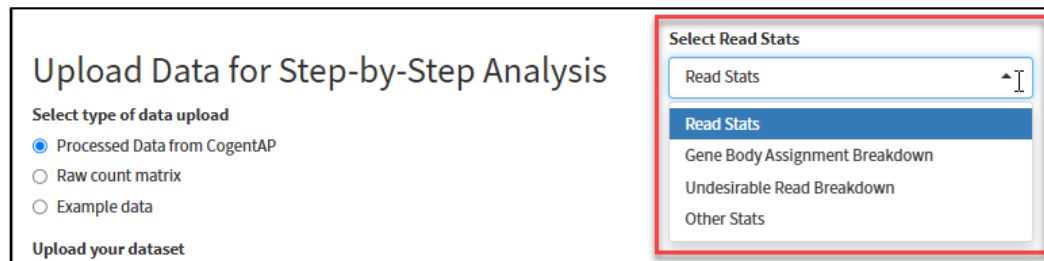 Upload Data for Step-by-Step Analysis
Select type of data upload
Processed Data from CogentAP
Raw count matrix
Example data
Upload your dataset
Select Read Stats
Read Stats
Read Stats
Gene Body Assignment Breakdown
Undesirable Read Breakdown
Other Stats